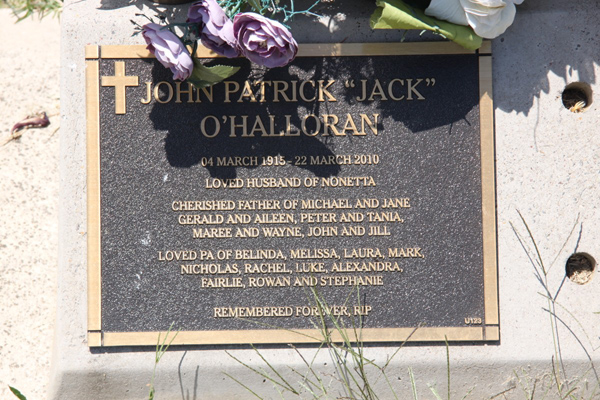 JOHN PATRICK “JACK”
O’HALLORAN
04 MARCH 1915 - 22 MARCH 2010
LOVED HUSBAND OF NONETTA
CHERISHED FATHER OF MICHAEL AND JANE
GERALD AND AILEEN, PETER AND TANIA,
MAREE AND WAYNE, JOHN AND JILL
LOVED PA OF BELINDA, MELISSA, LAURA, MARK,
NICHOLAS, RACHEL, LUKE, ALEXANDRA,
FAIRLIE, ROWAN AND STEPHANIE
REMEMBERED FOREVER, RIP
U123